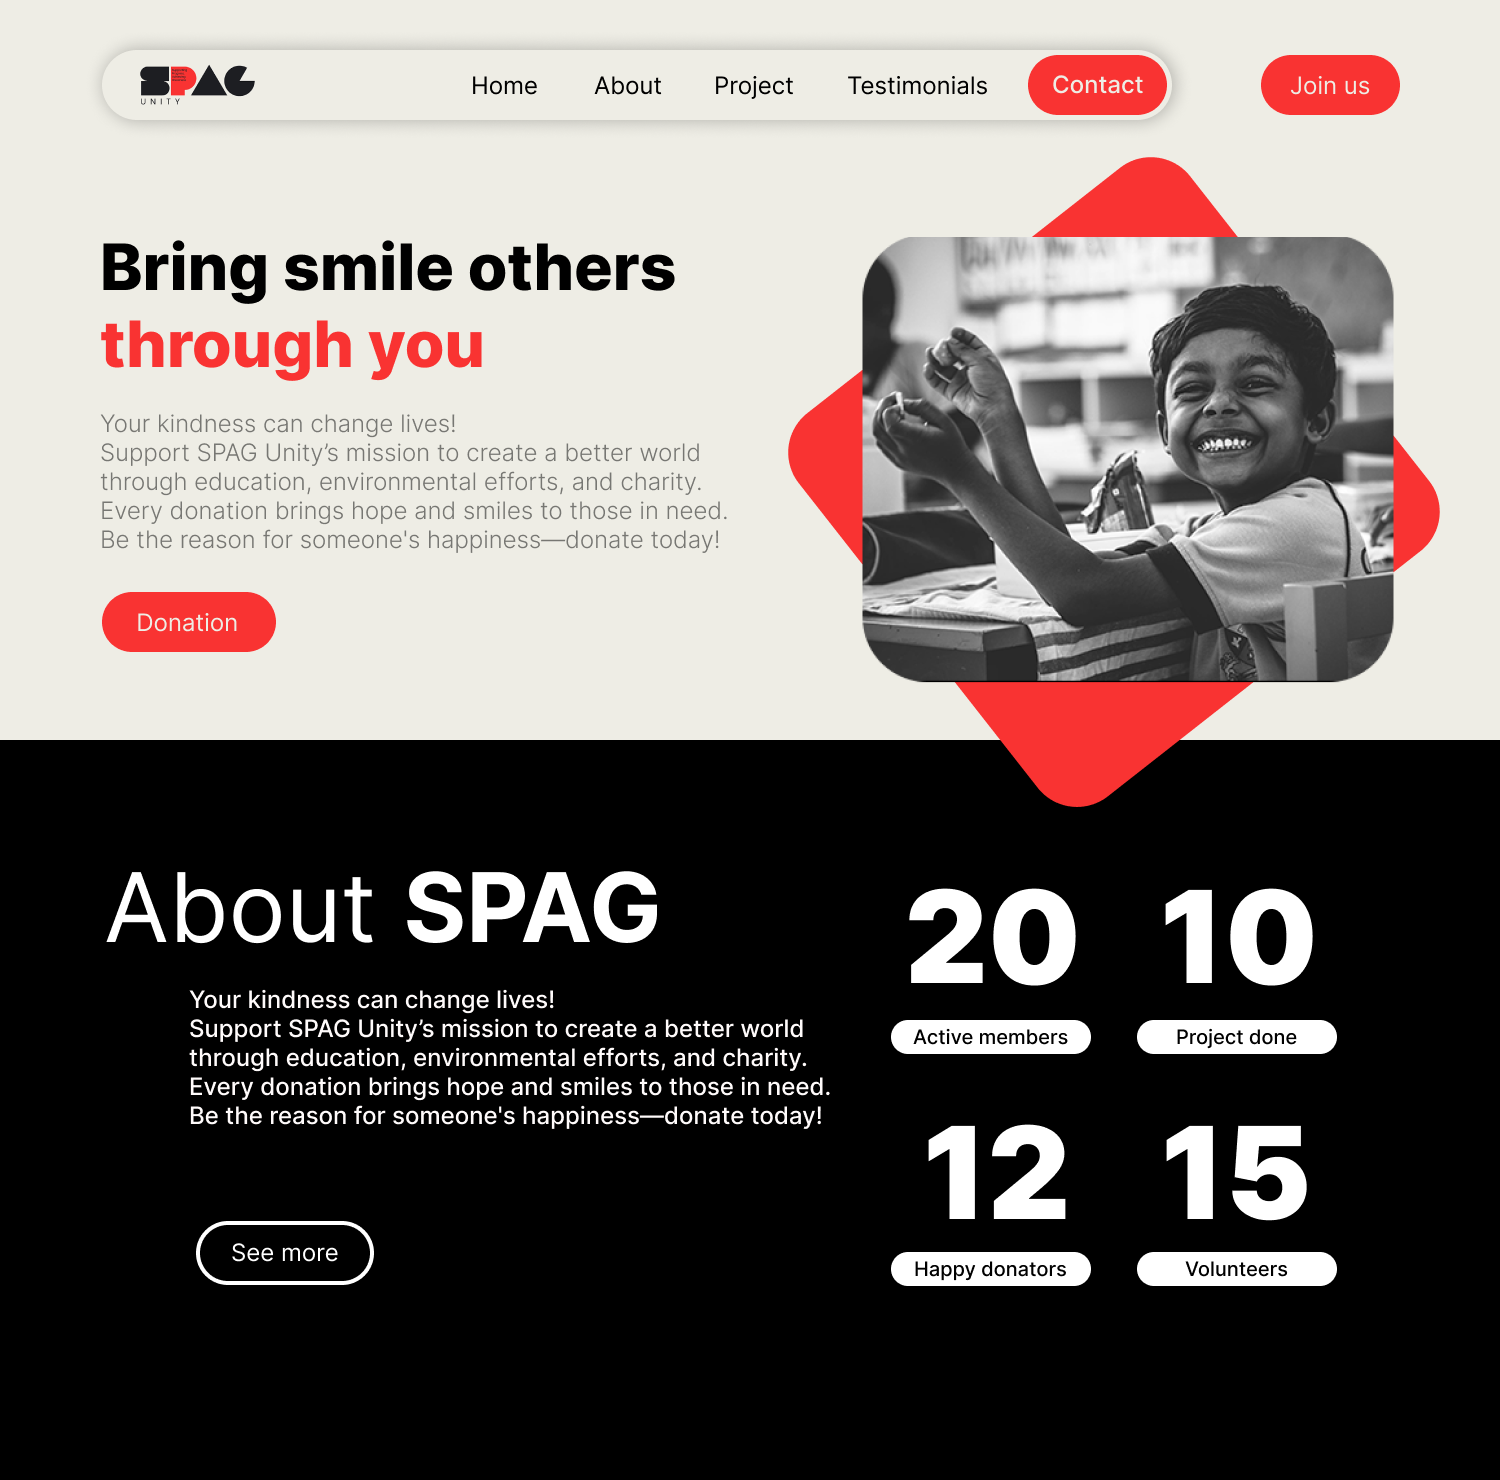 SPAG
UNITY
Home
About
Project
Testimonials
Contact
Join us
Bring smile others
through you
Your kindness can change lives!
Support SPAG Unity’s mission to create a better world
through education, environmental efforts, and charity.
Every donation brings hope and smiles to those in need.
Be the reason for someone's happiness—donate today!
Donation
About SPAG
Your kindness can change lives!
Support SPAG Unity’s mission to create a better world
through education, environmental efforts, and charity.
Every donation brings hope and smiles to those in need.
Be the reason for someone's happiness—donate today!
See more
20
Active members
10
Project done
12
Happy donators
15
Volunteers